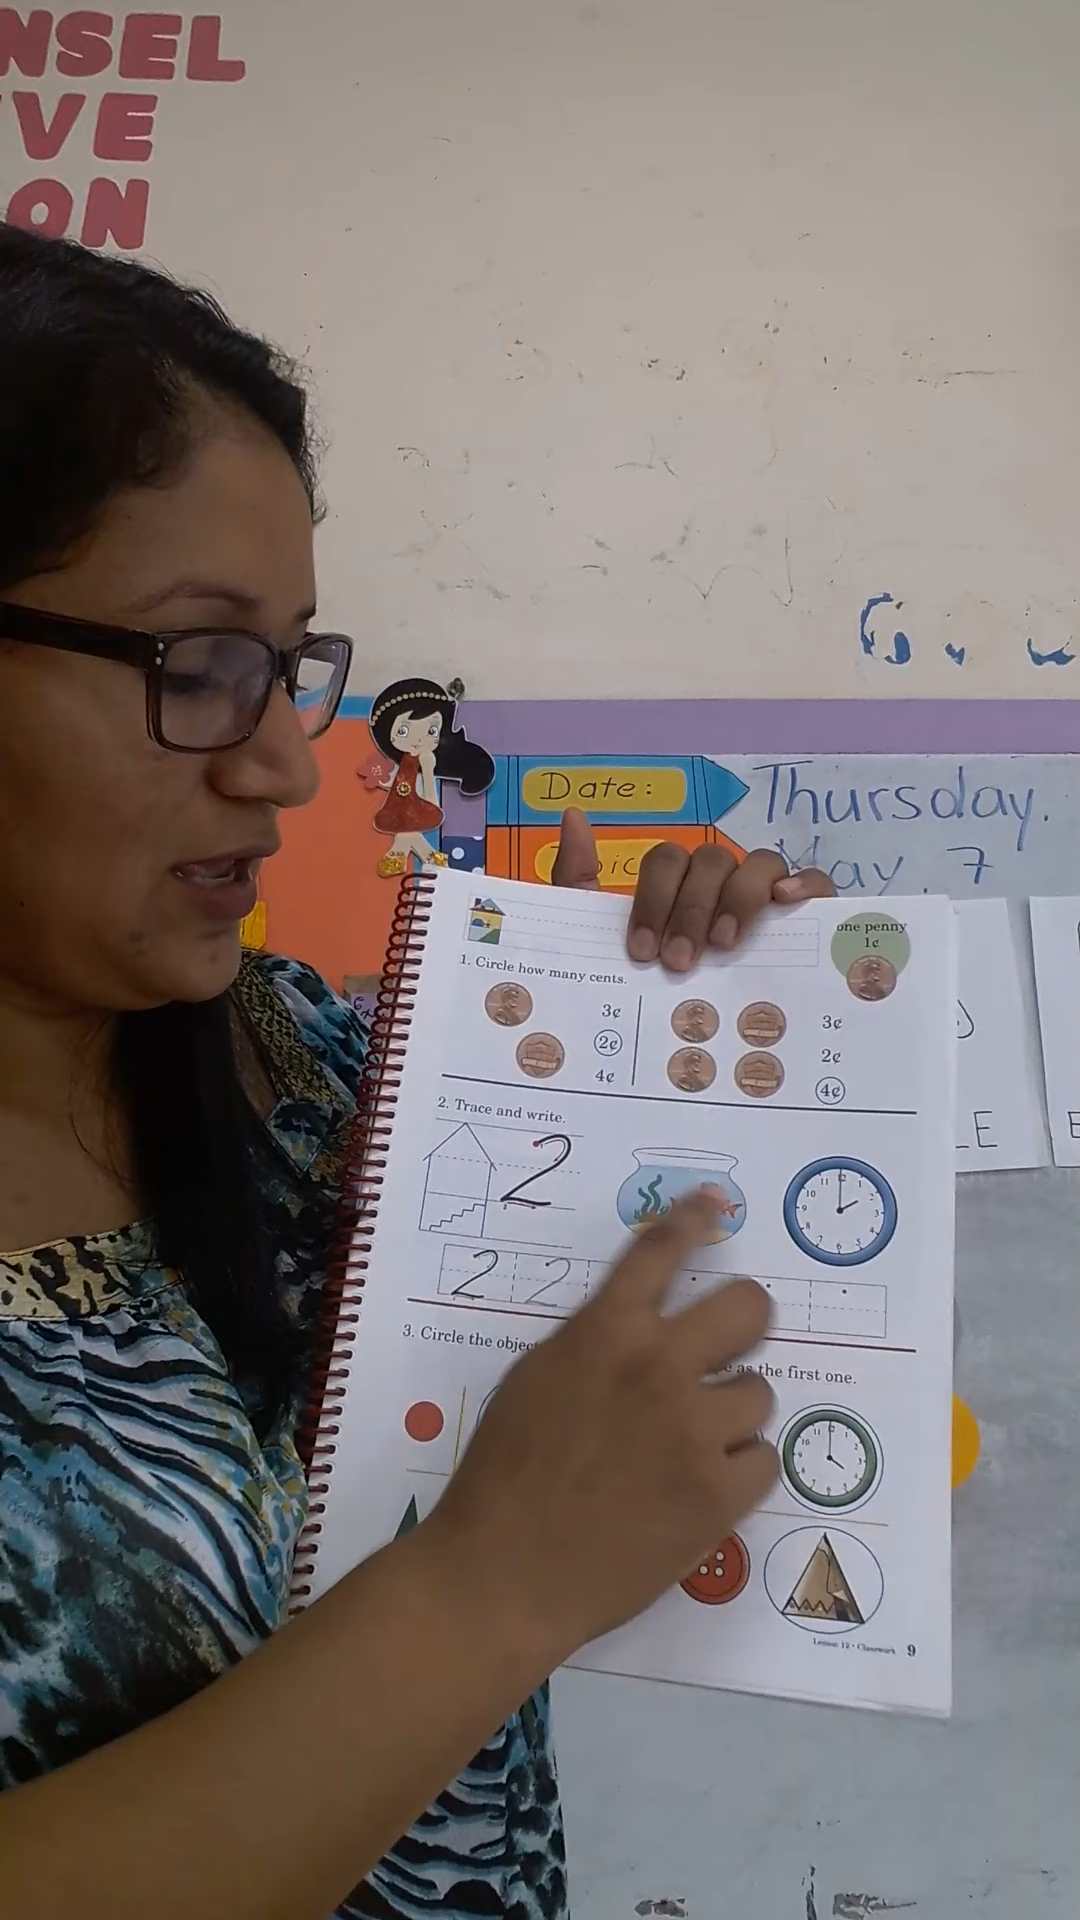 NSEL
VE
ON
Date:
Thursday.
May. 7
one penny
1¢
1. Circle how many cents.
3¢
2¢
4¢
3¢
2¢
4¢
2. Trace and write.
2
2 2
3. Circle the objec
as the first one.
LE
E
Lesson 12 • Classwork 9